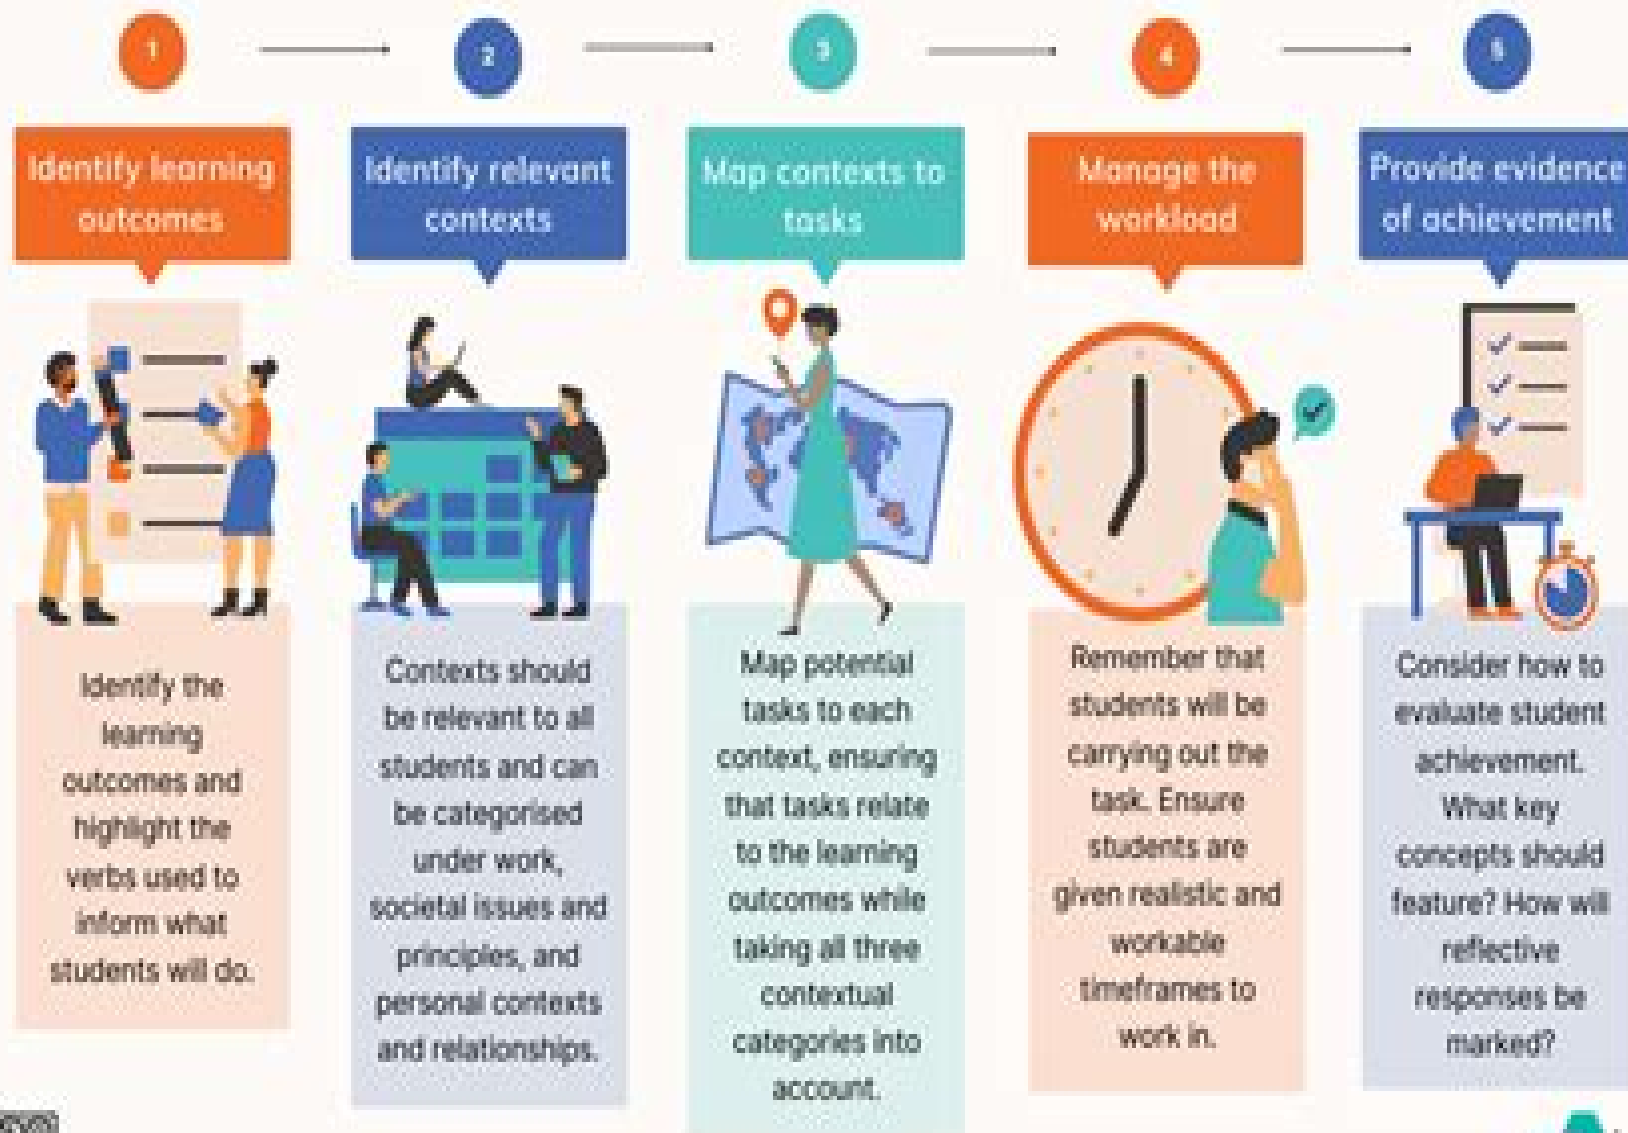 1
2
3
4
5
Identify learning
outcomes
Identify the
learning
outcomes and
highlight the
verbs used to
inform what
students will do.
Identify relevant
contexts
Contexts should
be relevant to all
students and can
be categorised
under work,
societal issues and
principles, and
personal contexts
and relationships.
Map contexts to
tasks
Map potential
tasks to each
context, ensuring
that tasks relate
to the learning
outcomes while
taking all three
contextual
categories into
account.
Manage the
workload
Remember that
students will be
carrying out the
task. Ensure
students are
given realistic and
workable
timeframes to
work in.
Provide evidence
of achievement
Consider how to
evaluate student
achievement.
What key
concepts should
feature? How will
reflective
responses be
marked?